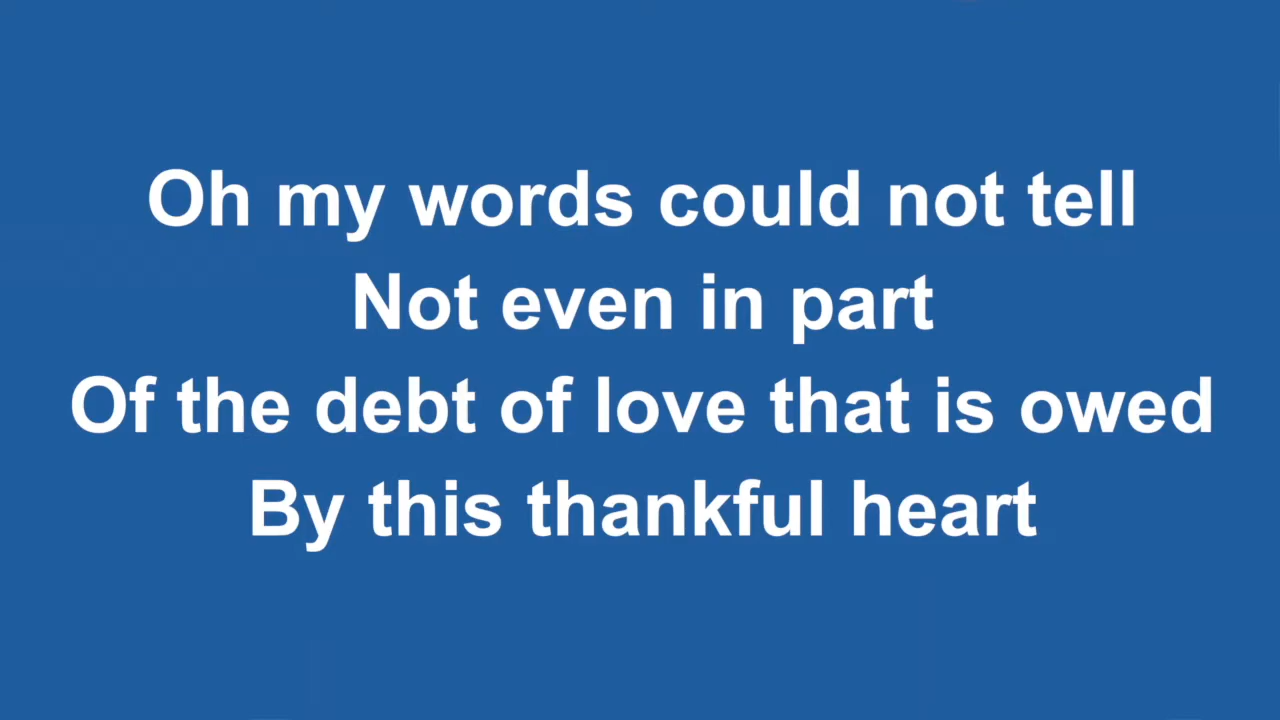 Oh my words could not tell
Not even in part
Of the debt of love that is owed
By this thankful heart